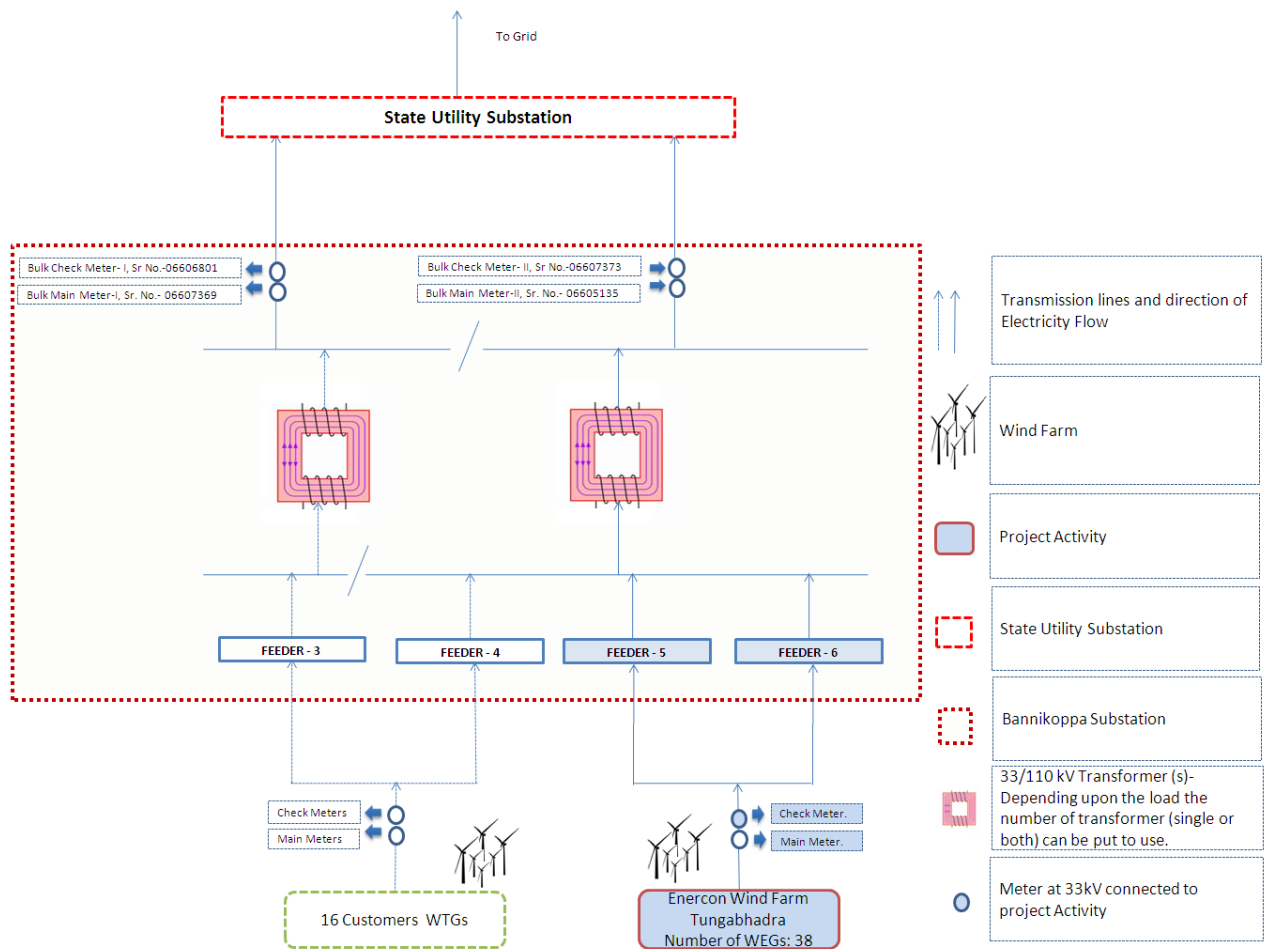 To Grid
State Utility Substation
Bulk Check Meter- I, Sr No.-06606801
Bulk Main Meter-I, Sr. No.- 06607369
Bulk Check Meter- II, Sr No.-06607373
Bulk Main Meter-II, Sr. No.- 06605135
FEEDER - 3
FEEDER - 4
FEEDER - 5
FEEDER - 6
Check Meters
Main Meters
Check Meter.
Main Meter.
16 Customers WTGs
Enercon Wind Farm
Tungabhadra
Number of WEGs: 38
Transmission lines and direction of
Electricity Flow
Wind Farm
Project Activity
State Utility Substation
Bannikoppa Substation
33/110 kV Transformer (s)-
Depending upon the load the
number of transformer (single or
both) can be put to use.
Meter at 33kV connected to
project Activity